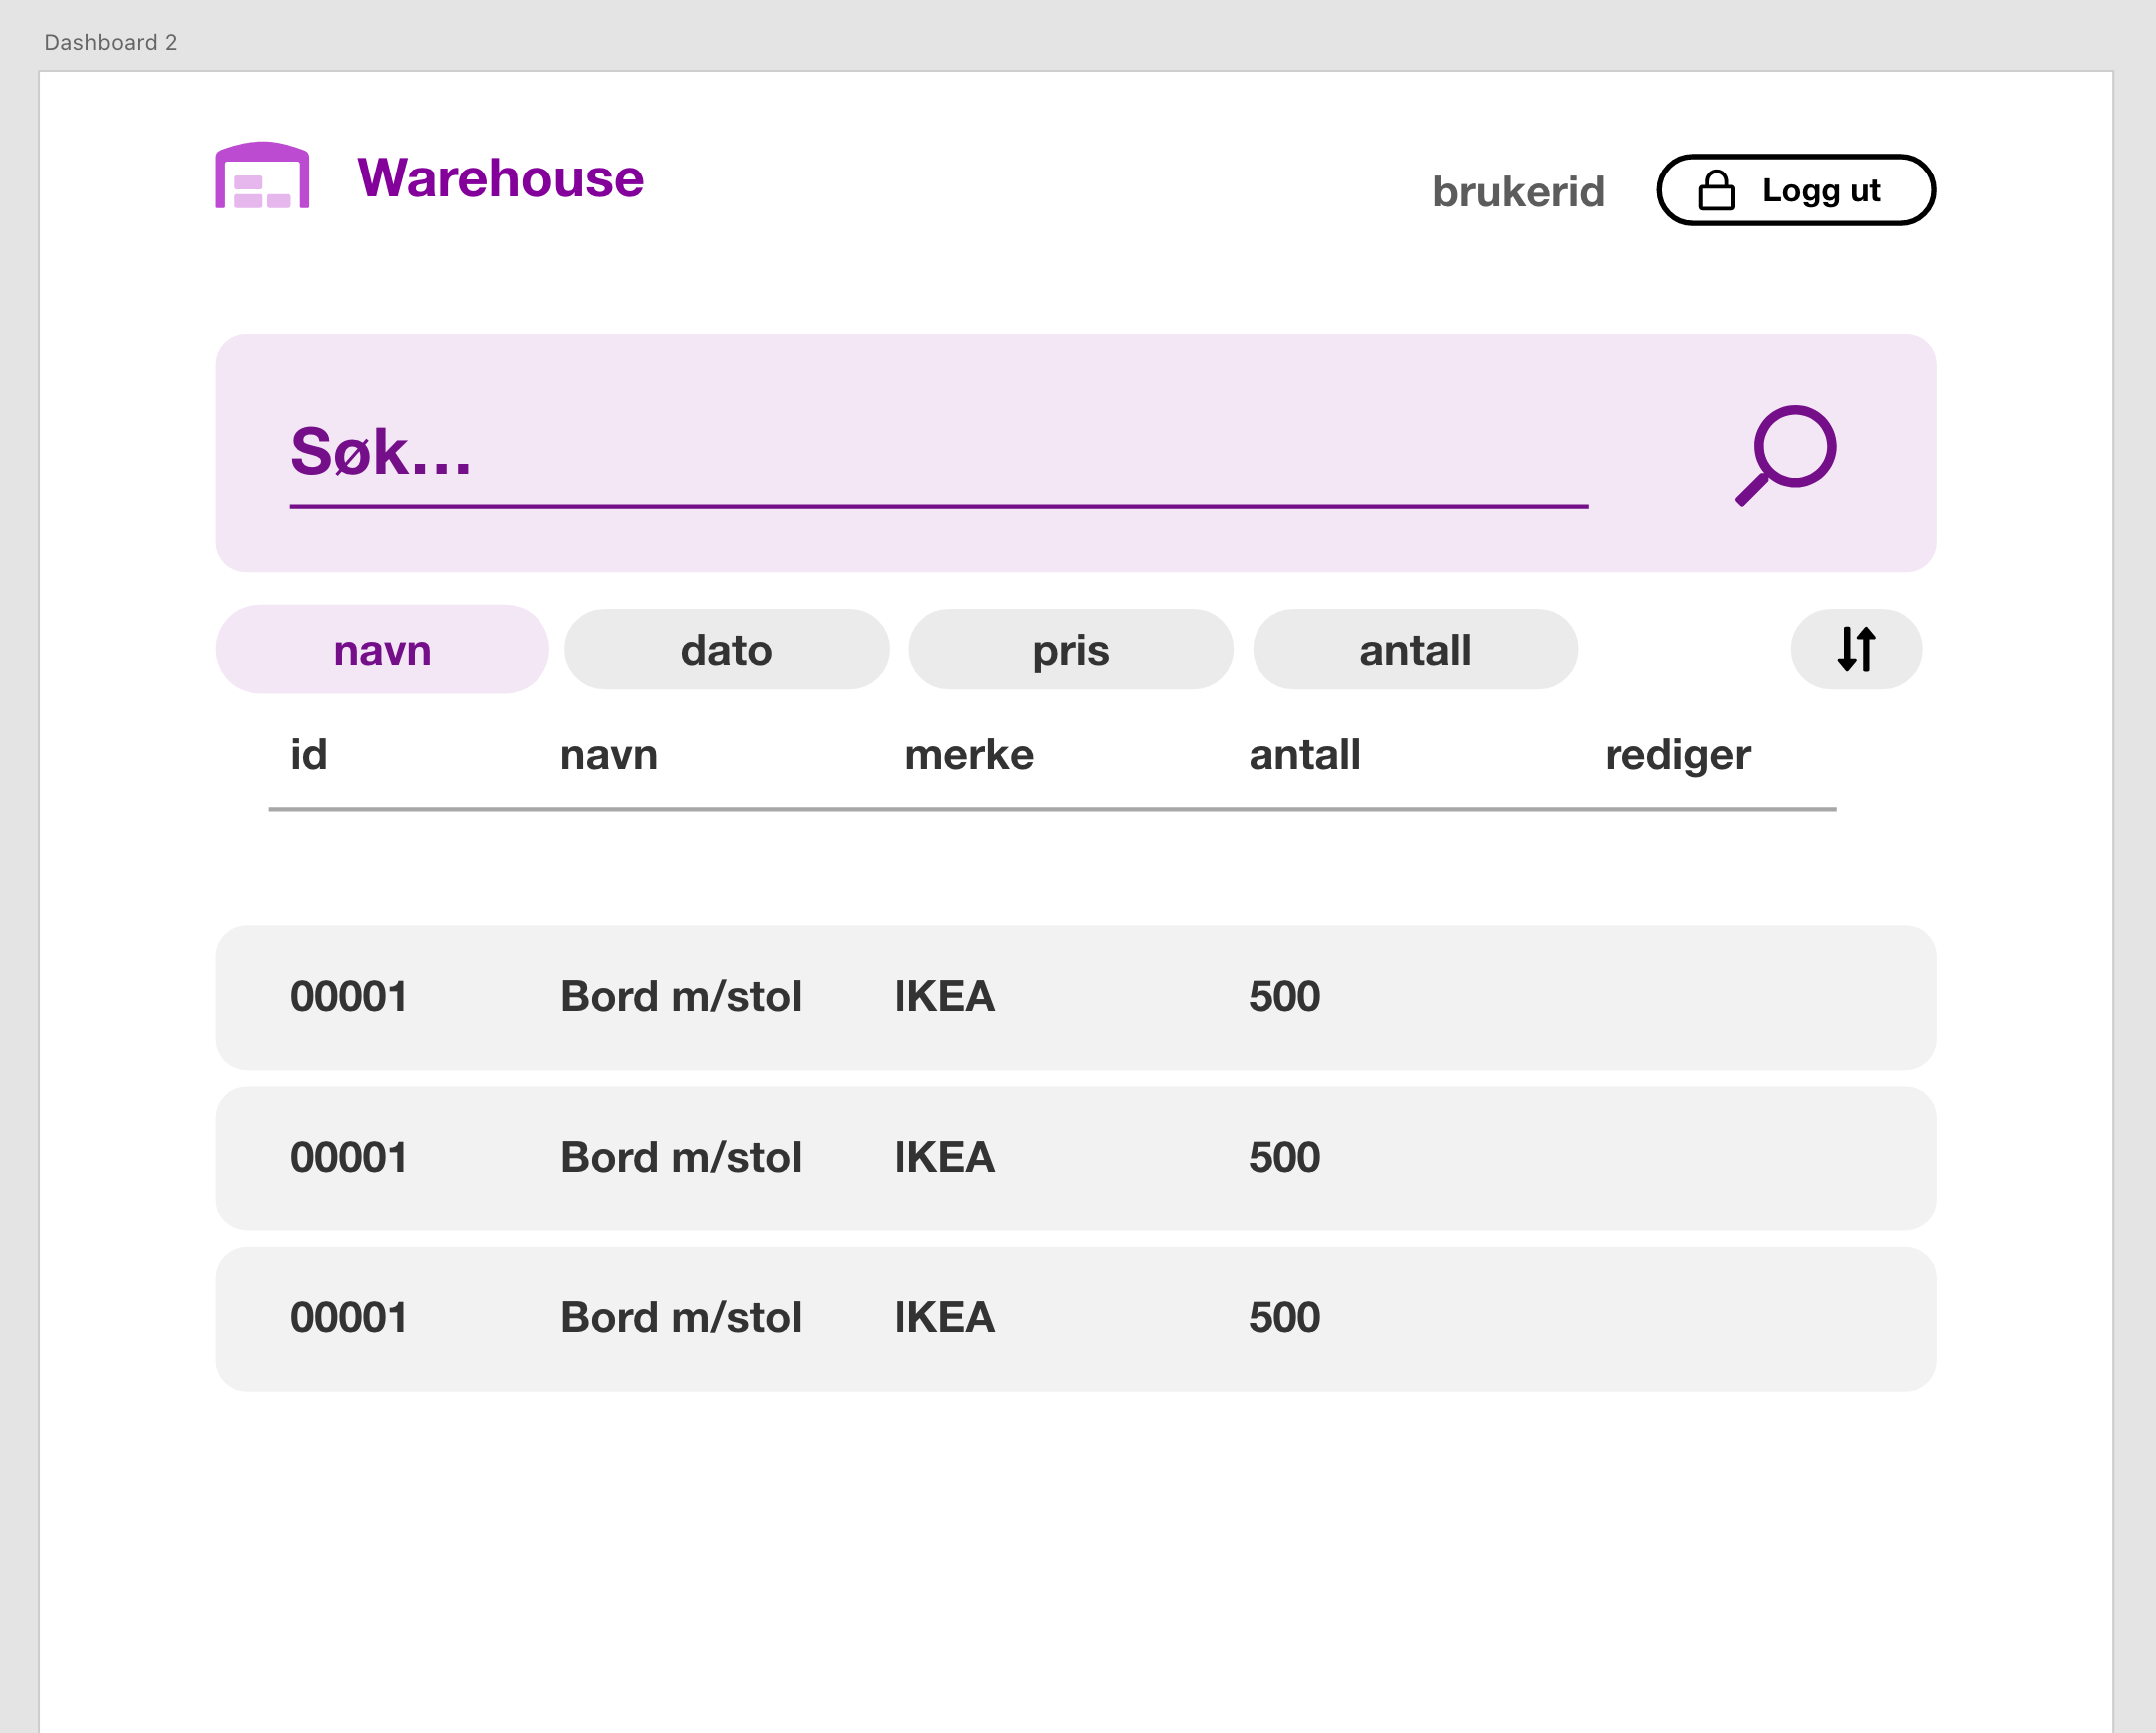 Dashboard 2
Warehouse
brukerid
Logg ut
Søk...
navn dato pris antall
id navn merke antall rediger
00001 Bord m/stol IKEA 500
00001 Bord m/stol IKEA 500
00001 Bord m/stol IKEA 500